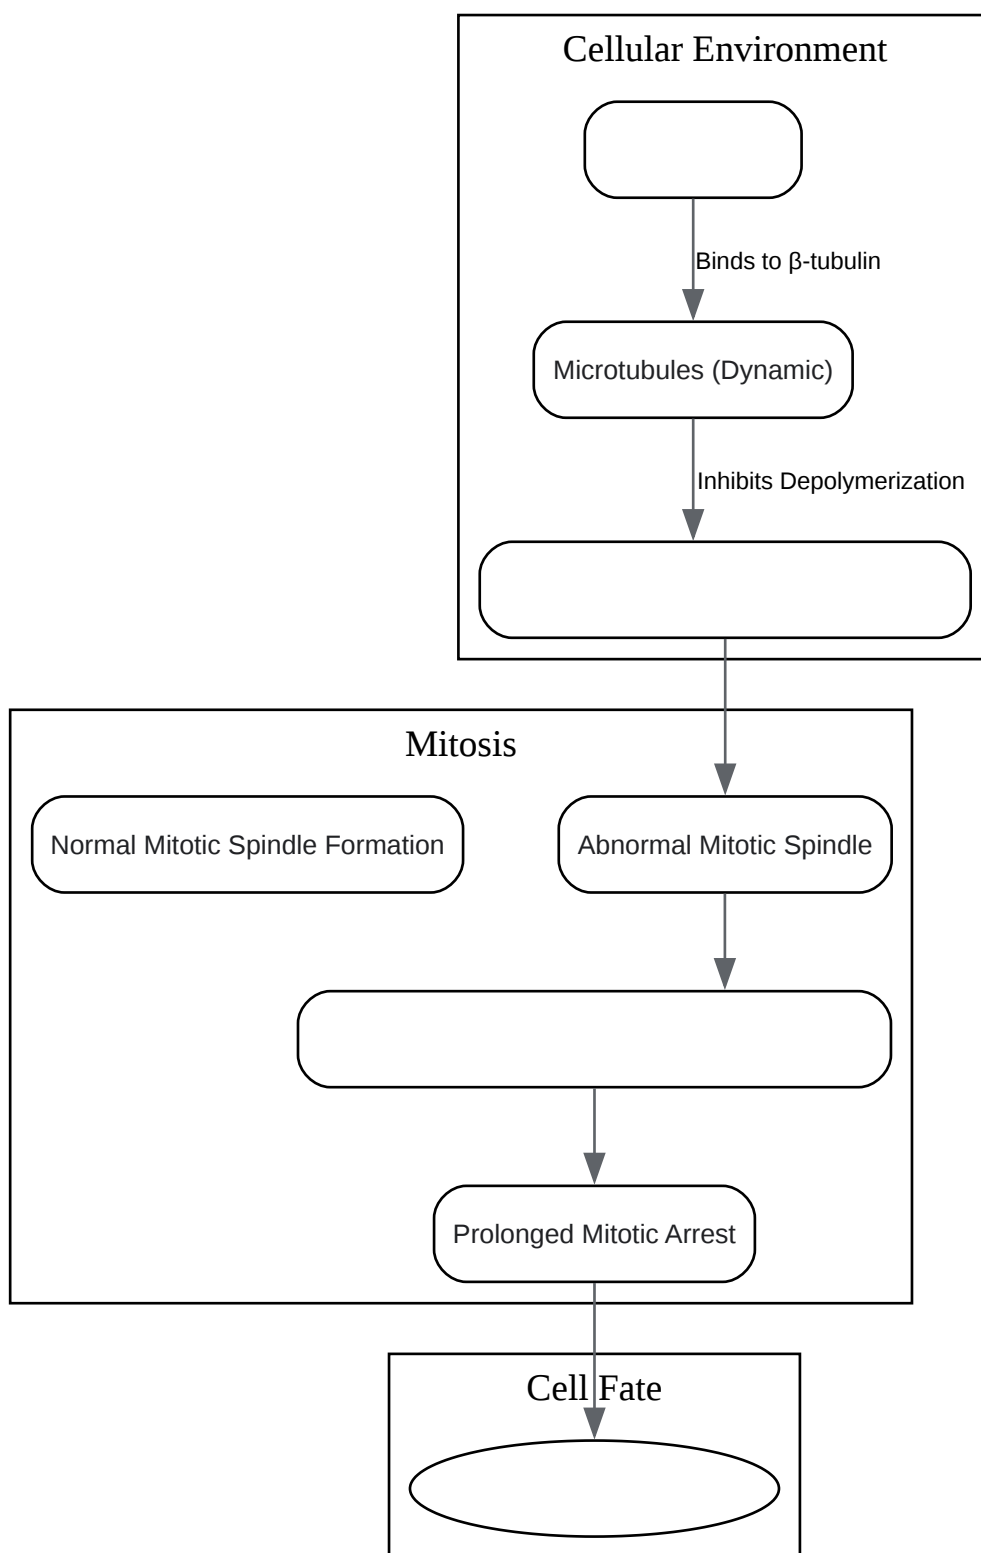 Cellular Environment
Binds to β-tubulin
Microtubules (Dynamic)
Inhibits Depolymerization
Mitosis
Normal Mitotic Spindle Formation
Abnormal Mitotic Spindle
Prolonged Mitotic Arrest
Cell Fate